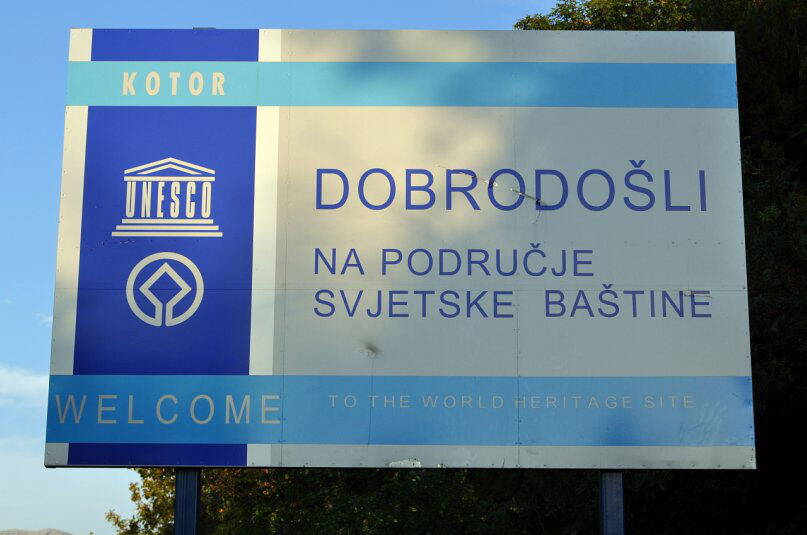 KOTOR
UNESCO
DOBRODOŠLI
NA PODRUČJE
SVJETSKE BAŠTINE
WELCOME TO THE WORLD HERITAGE SITE